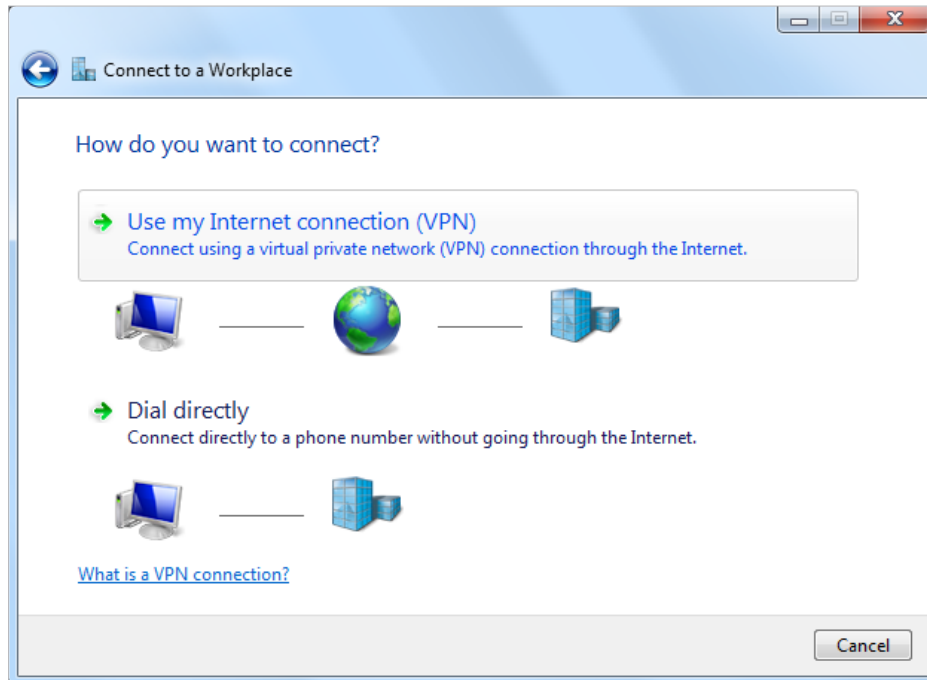 Connect to a Workplace
How do you want to connect?
Use my Internet connection (VPN)
Connect using a virtual private network (VPN) connection through the Internet.
Dial directly
Connect directly to a phone number without going through the Internet.
What is a VPN connection?
Cancel